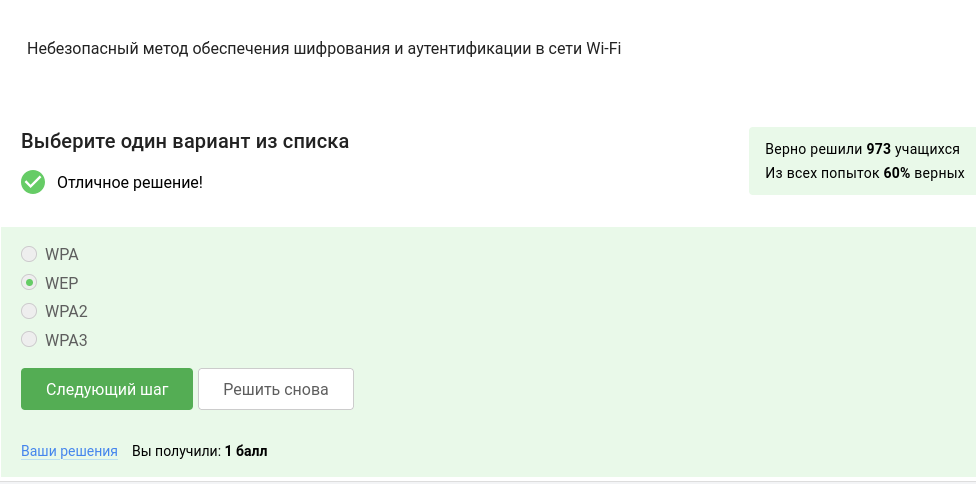 Небезопасный метод обеспечения шифрования и аутентификации в сети Wi-Fi
Выберите один вариант из списка
Верно решили 973 учащихся
Из всех попыток 60% верных
Отличное решение!
WPA
WEP
WPA2
WPA3
Следующий шаг
Решить снова
Ваши решения Вы получили: 1 балл